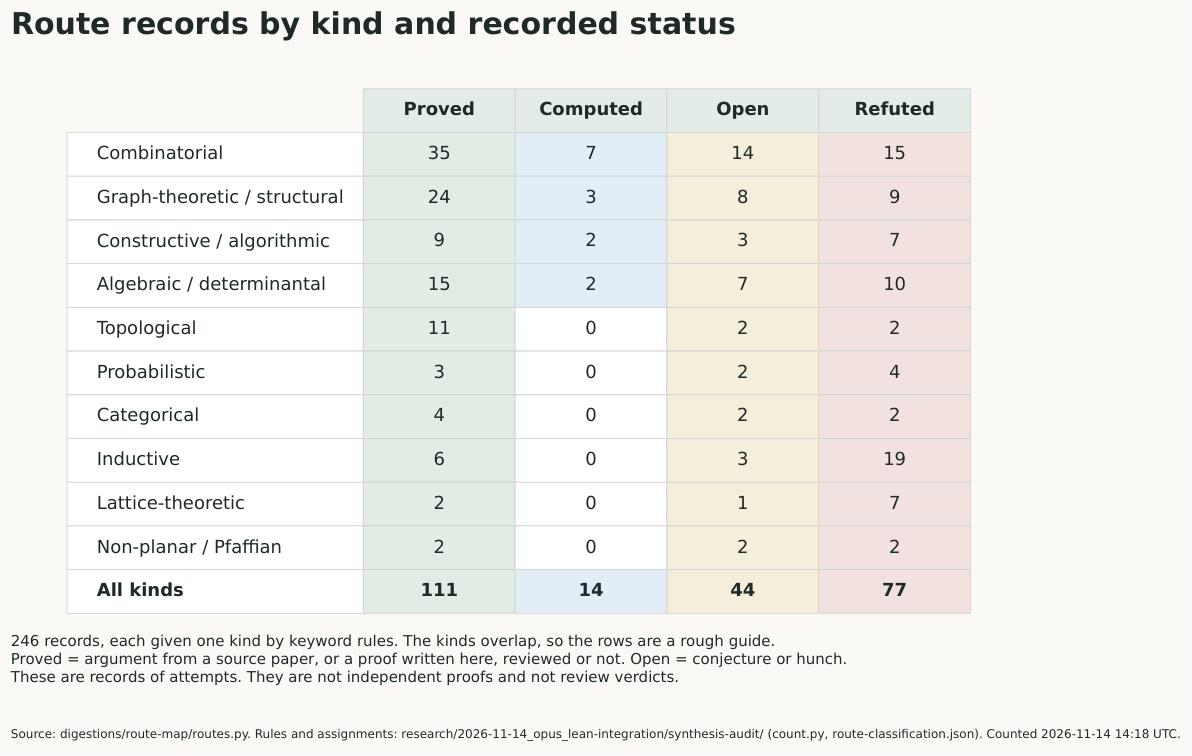 Route records by kind and recorded status
Proved Computed Open Refuted
Combinatorial 35 7 14 15
Graph-theoretic / structural 24 3 8 9
Constructive / algorithmic 9 2 3 7
Algebraic / determinantal 15 2 7 10
Topological 11 0 2 2
Probabilistic 3 0 2 4
Categorical 4 0 2 2
Inductive 6 0 3 19
Lattice-theoretic 2 0 1 7
Non-planar / Pfaffian 2 0 2 2
All kinds 111 14 44 77
246 records, each given one kind by keyword rules. The kinds overlap, so the rows are a rough guide.
Proved = argument from a source paper, or a proof written here, reviewed or not. Open = conjecture or hunch.
These are records of attempts. They are not independent proofs and not review verdicts.
Source: digestions/route-map/routes.py. Rules and assignments: research/2026-11-14_opus_lean-integration/synthesis-audit/ (count.py, route-classification.json). Counted 2026-11-14 14:18 UTC.